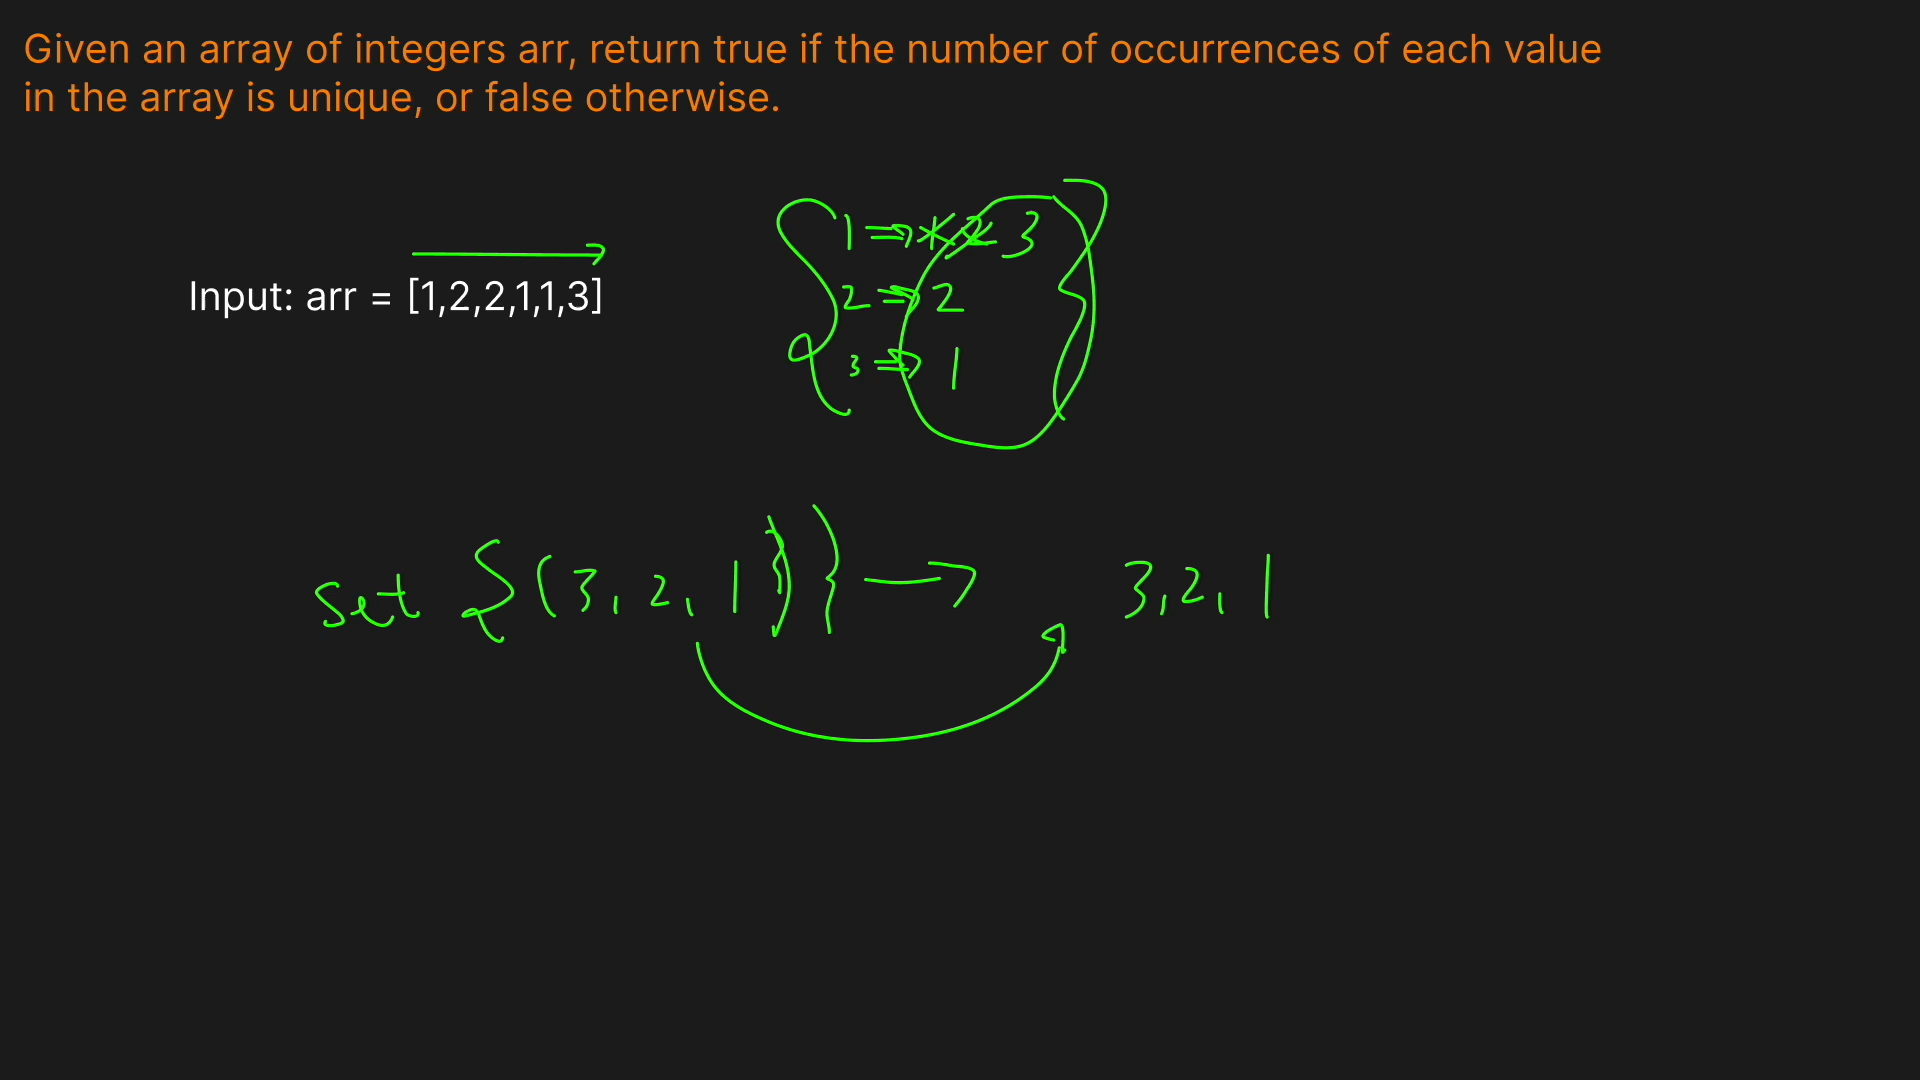 Given an array of integers arr, return true if the number of occurrences of each value
in the array is unique, or false otherwise.
1 => 1 2 3
Input: arr = [1,2,2,1,1,3]
2 => 2
3 => 1
set {(3, 2, 1)} → 3, 2, 1